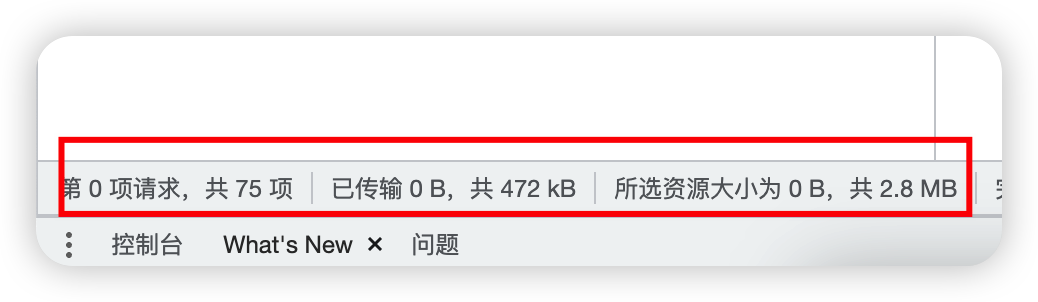 第 0 项请求，共 75 项 已传输 0 B，共 472 kB 所选资源大小为 0 B，共 2.8 MB
控制台 What's New × 问题